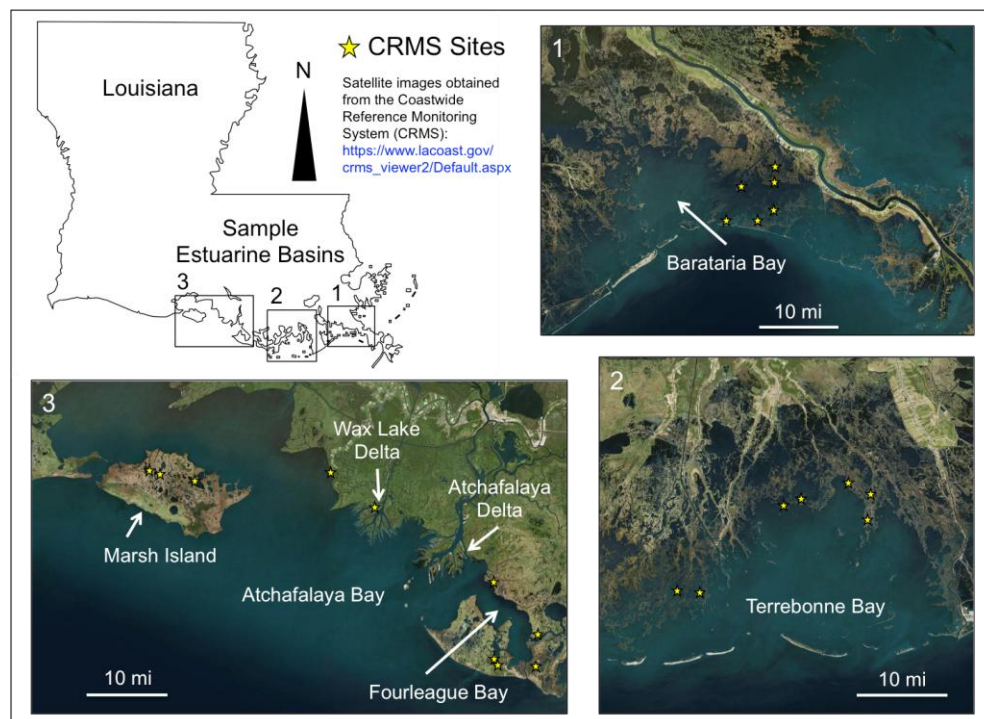 Louisiana
CRMS Sites
N
Satellite images obtained
from the Coastwide
Reference Monitoring
System (CRMS):
https://www.lacoast.gov/
crms_viewer2/Default.aspx
Sample
Estuarine Basins
3
2
1
1
Barataria Bay
10 mi
3
Wax Lake
Delta
Atchafalaya
Delta
Marsh Island
Atchafalaya Bay
10 mi
Fourleague Bay
2
Terrebonne Bay
10 mi